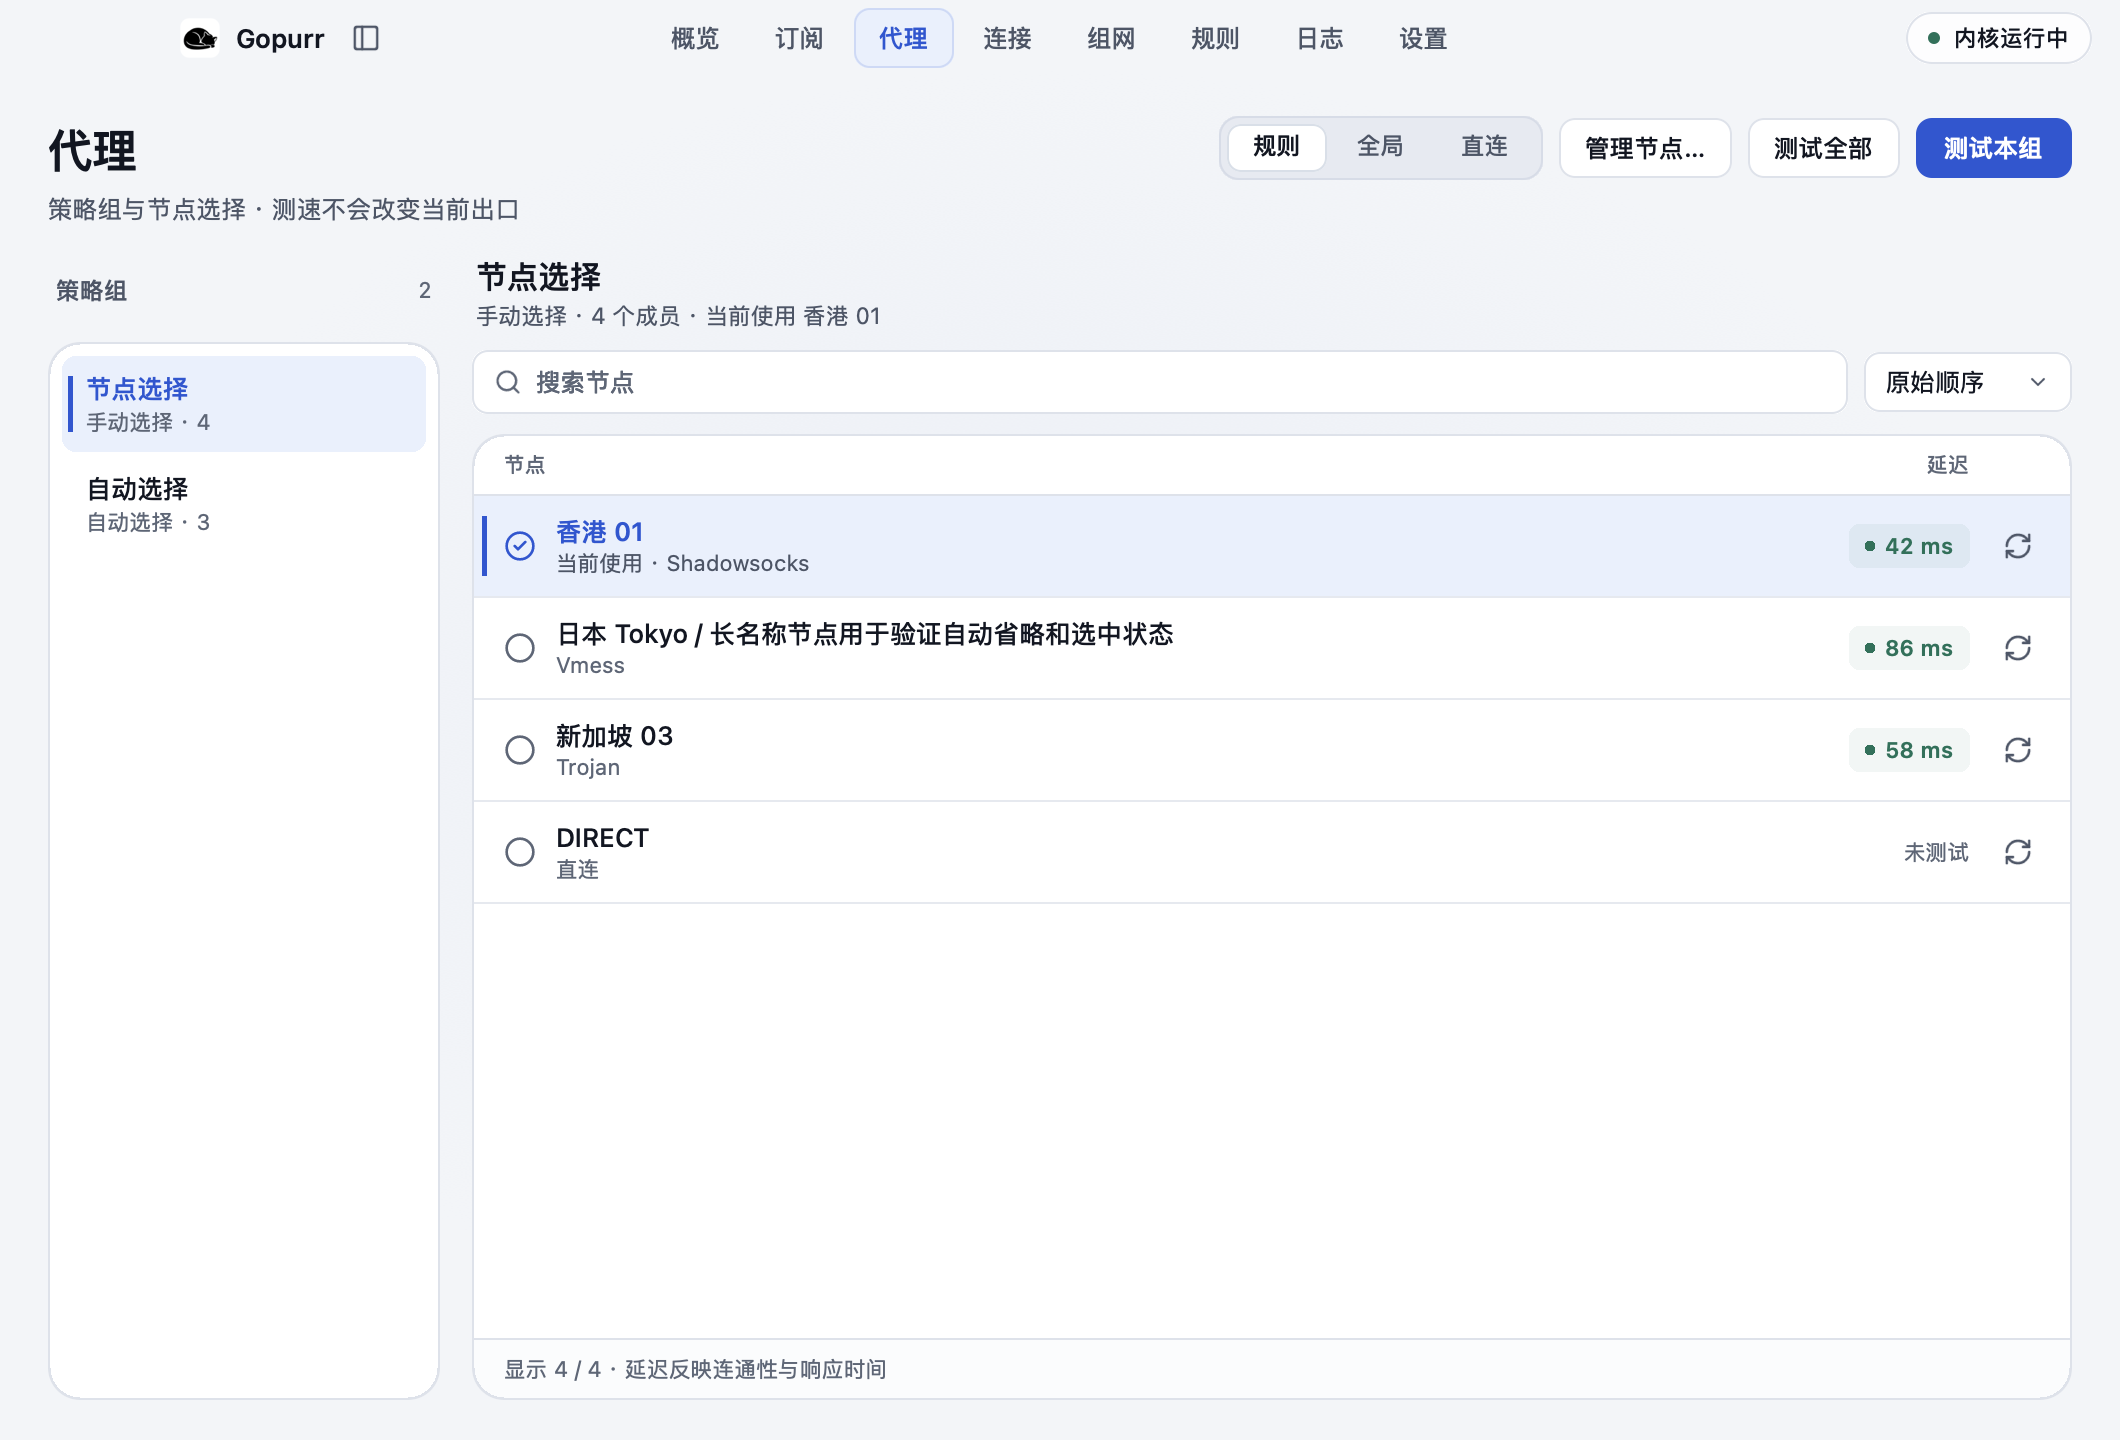 Gopurr
概览 订阅 代理 连接 组网 规则 日志 设置
内核运行中
代理
规则 全局 直连
管理节点...
测试全部
测试本组
策略组与节点选择 · 测速不会改变当前出口
策略组 2
节点选择
手动选择 · 4
自动选择
自动选择 · 3
节点选择
手动选择 · 4 个成员 · 当前使用 香港 01
搜索节点
原始顺序
节点 延迟
香港 01
当前使用 · Shadowsocks
42 ms
日本 Tokyo / 长名称节点用于验证自动省略和选中状态
Vmess
86 ms
新加坡 03
Trojan
58 ms
DIRECT
直连
未测试
显示 4 / 4 · 延迟反映连通性与响应时间